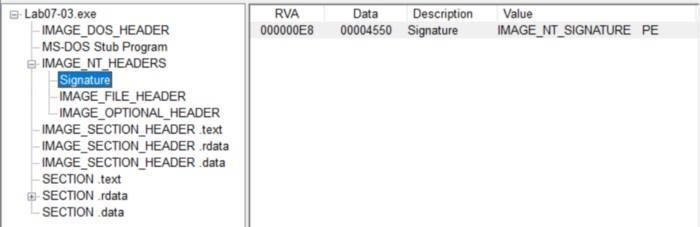 Lab07-03.exe
IMAGE_DOS_HEADER
MS-DOS Stub Program
IMAGE_NT_HEADERS
Signature
IMAGE_FILE_HEADER
IMAGE_OPTIONAL_HEADER
IMAGE_SECTION_HEADER .text
IMAGE_SECTION_HEADER .rdata
IMAGE_SECTION_HEADER .data
SECTION .text
SECTION .rdata
SECTION .data
RVA Data Description Value
000000E8 00004550 Signature IMAGE_NT_SIGNATURE PE